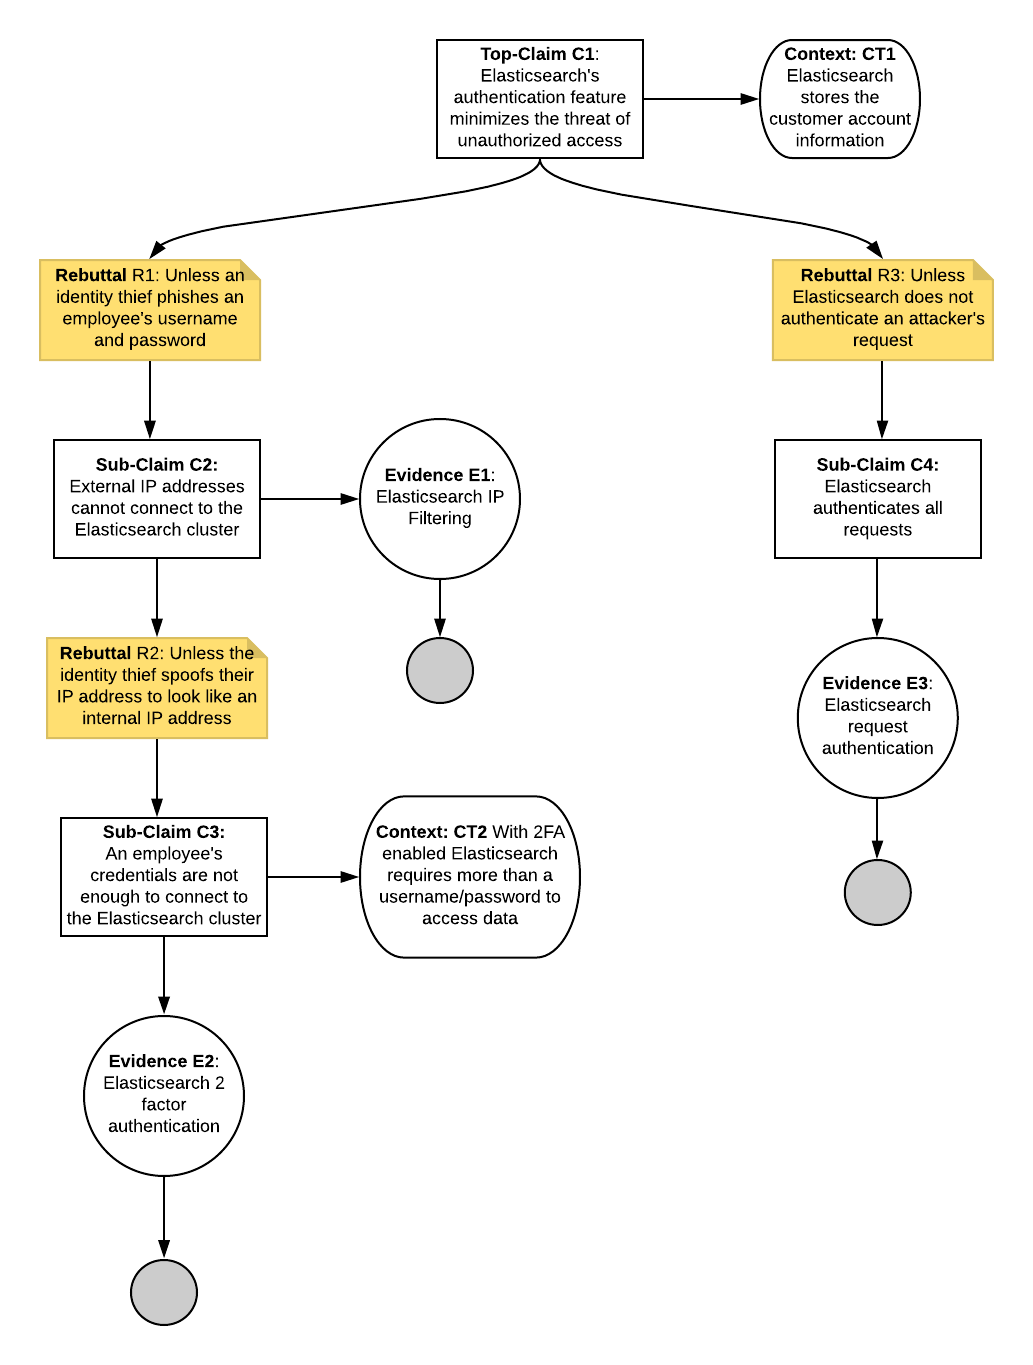 Top-Claim C1:
Elasticsearch's
authentication feature
minimizes the threat of
unauthorized access
Context: CT1
Elasticsearch
stores the
customer account
information
Rebuttal R1: Unless an
identity thief phishes an
employee's username
and password
Rebuttal R3: Unless
Elasticsearch does not
authenticate an attacker's
request
Sub-Claim C2:
External IP addresses
cannot connect to the
Elasticsearch cluster
Evidence E1:
Elasticsearch IP
Filtering
Sub-Claim C4:
Elasticsearch
authenticates all
requests
Rebuttal R2: Unless the
identity thief spoofs their
IP address to look like an
internal IP address
Evidence E3:
Elasticsearch
request
authentication
Sub-Claim C3:
An employee's
credentials are not
enough to connect to
the Elasticsearch cluster
Context: CT2 With 2FA
enabled Elasticsearch
requires more than a
username/password to
access data
Evidence E2:
Elasticsearch 2
factor
authentication